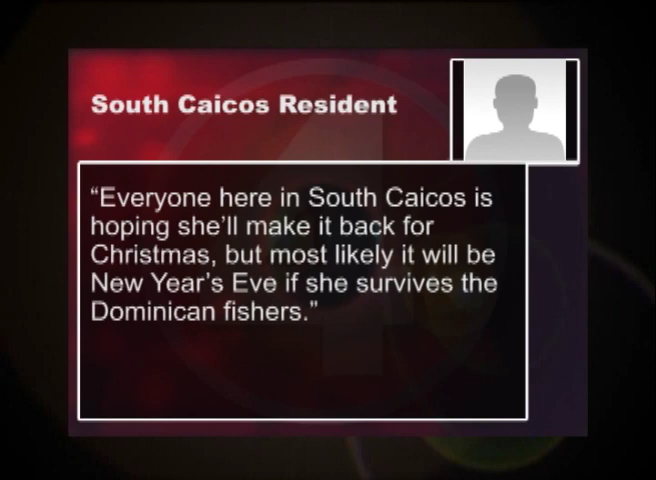 South Caicos Resident
“Everyone here in South Caicos is
hoping she’ll make it back for
Christmas, but most likely it will be
New Year’s Eve if she survives the
Dominican fishers.”